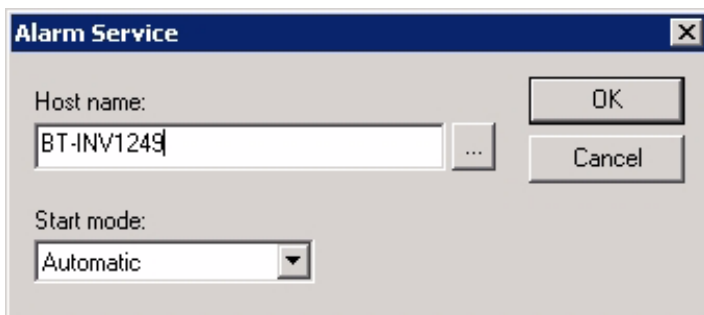 Alarm Service
Host name:
OK
BT-INV1249
...
Cancel
Start mode:
Automatic